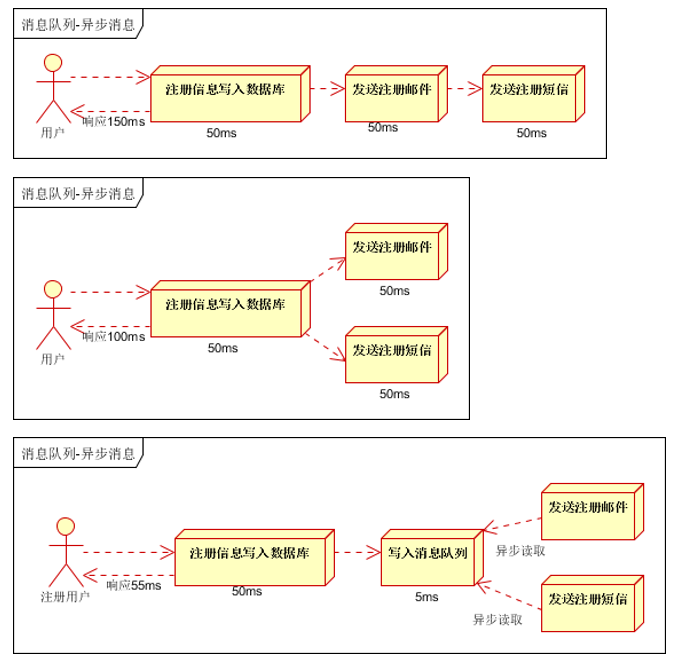 消息队列-异步消息
注册信息写入数据库
发送注册邮件
发送注册短信
响应150ms
用户
50ms
50ms
50ms
消息队列-异步消息
发送注册邮件
50ms
注册信息写入数据库
响应100ms
用户
50ms
发送注册短信
50ms
消息队列-异步消息
发送注册邮件
注册信息写入数据库
写入消息队列
异步读取
响应55ms
注册用户
50ms
5ms
发送注册短信
异步读取